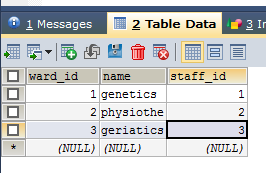 1 Messages 2 Table Data 3 In
ward_id name staff_id
1 genetics 1
2 physiothe 2
3 geriatics 3
* (NULL) (NULL) (NULL)